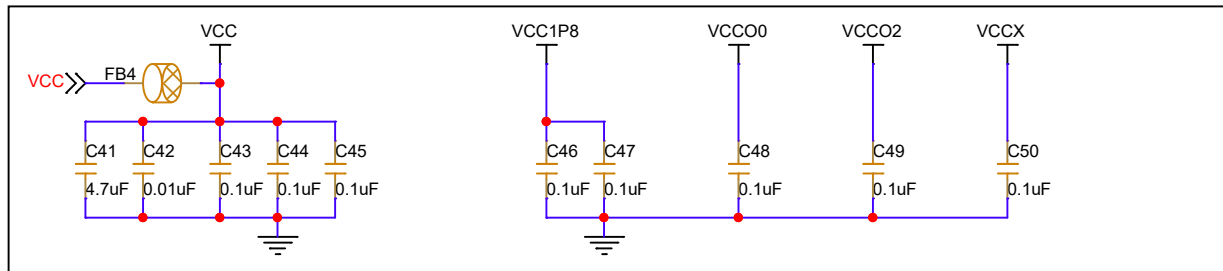 VCC
VCC1P8
VCCO0
VCCO2
VCCX
VCC
FB4
C41
C42
C43
C44
C45
C46
C47
C48
C49
C50
4.7uF
0.01uF
0.1uF
0.1uF
0.1uF
0.1uF
0.1uF
0.1uF
0.1uF
0.1uF